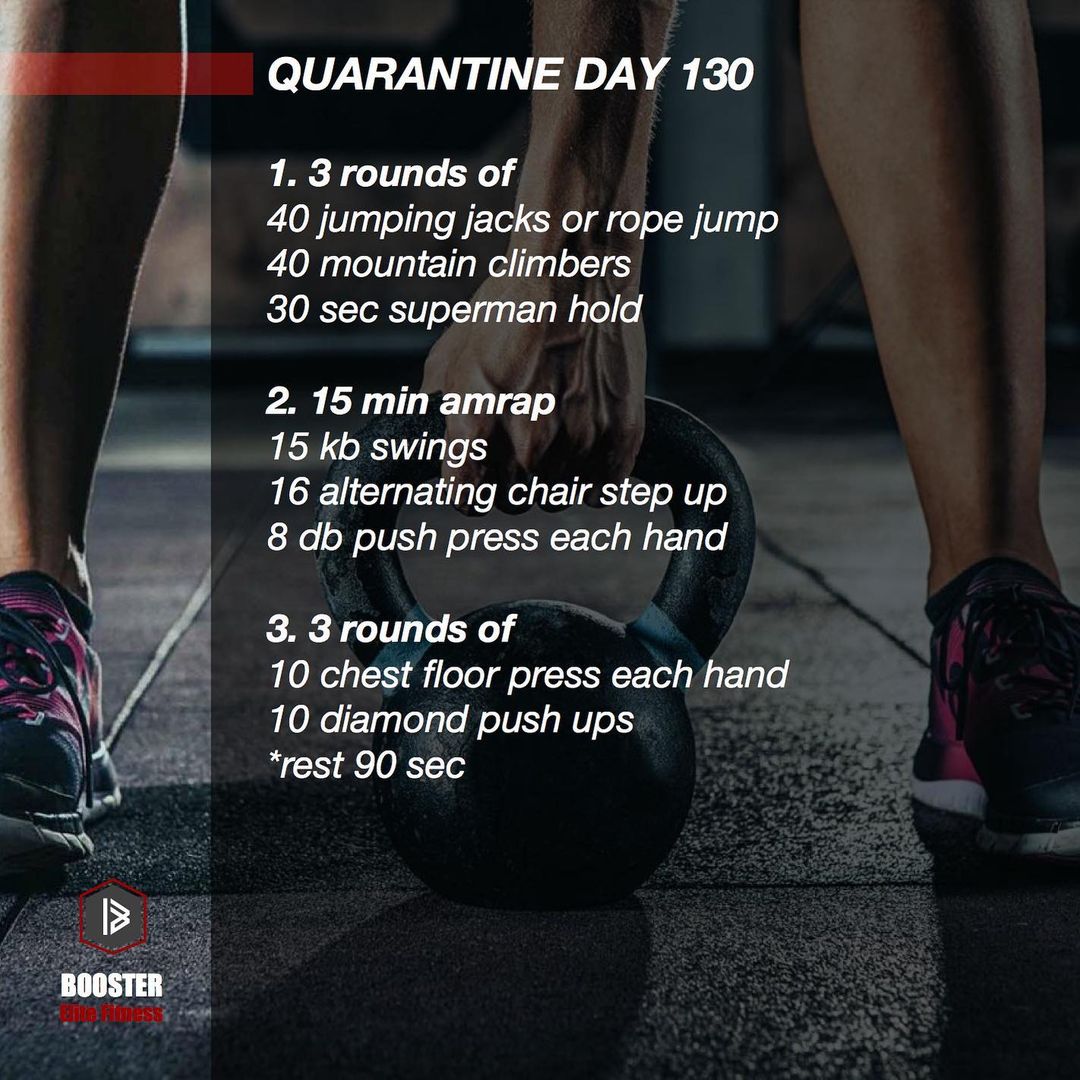 QUARANTINE DAY 130
1. 3 rounds of
40 jumping jacks or rope jump
40 mountain climbers
30 sec superman hold
2. 15 min amrap
15 kb swings
16 alternating chair step up
8 db push press each hand
3. 3 rounds of
10 chest floor press each hand
10 diamond push ups
*rest 90 sec
BOOSTER
Elite Fitness